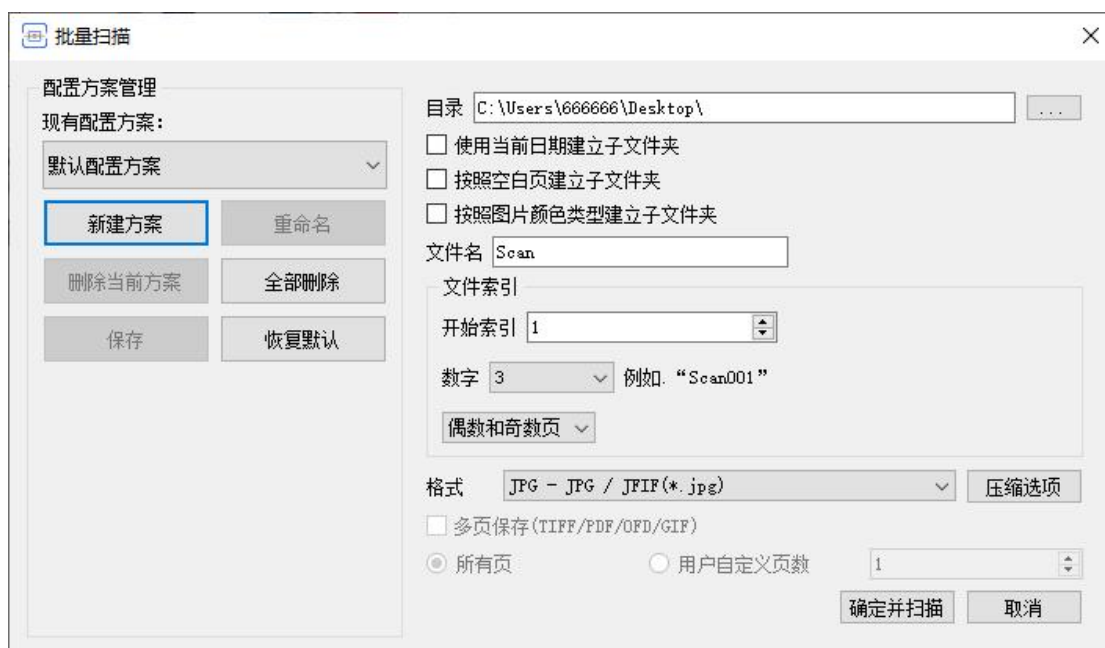 批量扫描
配置方案管理
现有配置方案:
默认配置方案
新建方案
重命名
删除当前方案
全部删除
保存
恢复默认
目录 C:\Users\666666\Desktop\ ...
使用当前日期建立子文件夹
按照空白页建立子文件夹
按照图片颜色类型建立子文件夹
文件名 Scan
文件索引
开始索引 1
数字 3 例如.“Scan001”
偶数和奇数页
格式 JPG - JPG / JFIF(*.jpg) 压缩选项
多页保存(TIFF/PDF/OFD/GIF)
所有页 用户自定义页数 1
确定并扫描 取消